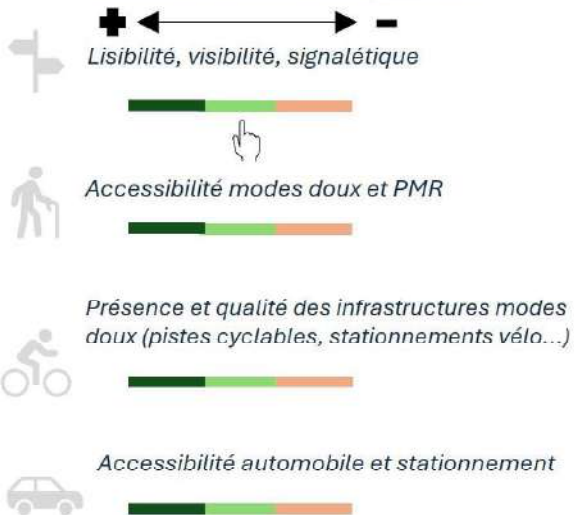 Lisibilité, visibilité, signalétique
Accessibilité modes doux et PMR
Présence et qualité des infrastructures modes
doux (pistes cyclables, stationnements vélo...)
Accessibilité automobile et stationnement